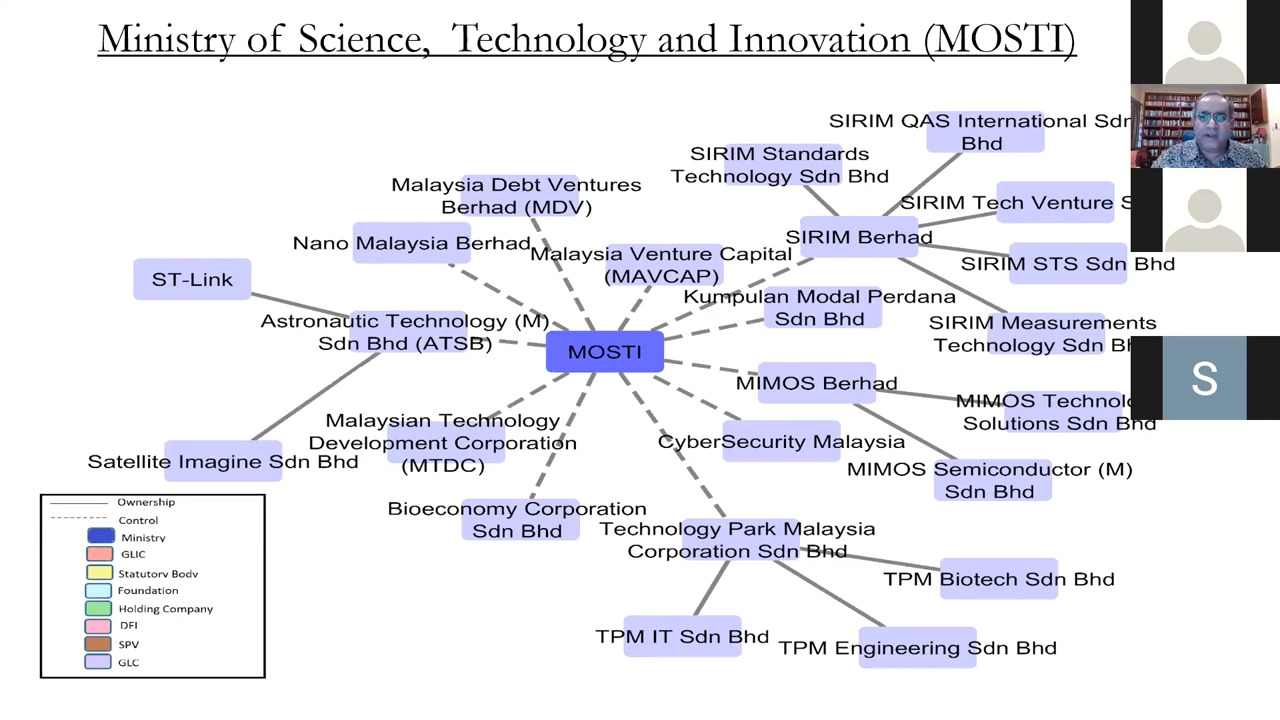 Ministry of Science, Technology and Innovation (MOSTI)
SIRIM QAS International Sdn
Bhd
SIRIM Standards
Technology Sdn Bhd
Malaysia Debt Ventures
Berhad (MDV)
SIRIM Tech Venture S
Nano Malaysia Berhad
SIRIM Berhad
Malaysia Venture Capital
(MAVCAP)
SIRIM STS Sdn Bhd
ST-Link
Kumpulan Modal Perdana
Sdn Bhd
Astronautic Technology (M)
Sdn Bhd (ATSB)
SIRIM Measurements
Technology Sdn Bh
MOSTI
MIMOS Berhad
S
MIMOS Technolo
Solutions Sdn Bhd
Malaysian Technology
Development Corporation
(MTDC)
CyberSecurity Malaysia
Satellite Imagine Sdn Bhd
MIMOS Semiconductor (M)
Sdn Bhd
Bioeconomy Corporation
Sdn Bhd
Technology Park Malaysia
Corporation Sdn Bhd
TPM Biotech Sdn Bhd
TPM IT Sdn Bhd
TPM Engineering Sdn Bhd
Ownership
Control
Ministry
GLIC
Statutory Body
Foundation
Holding Company
DFI
SPV
GLC